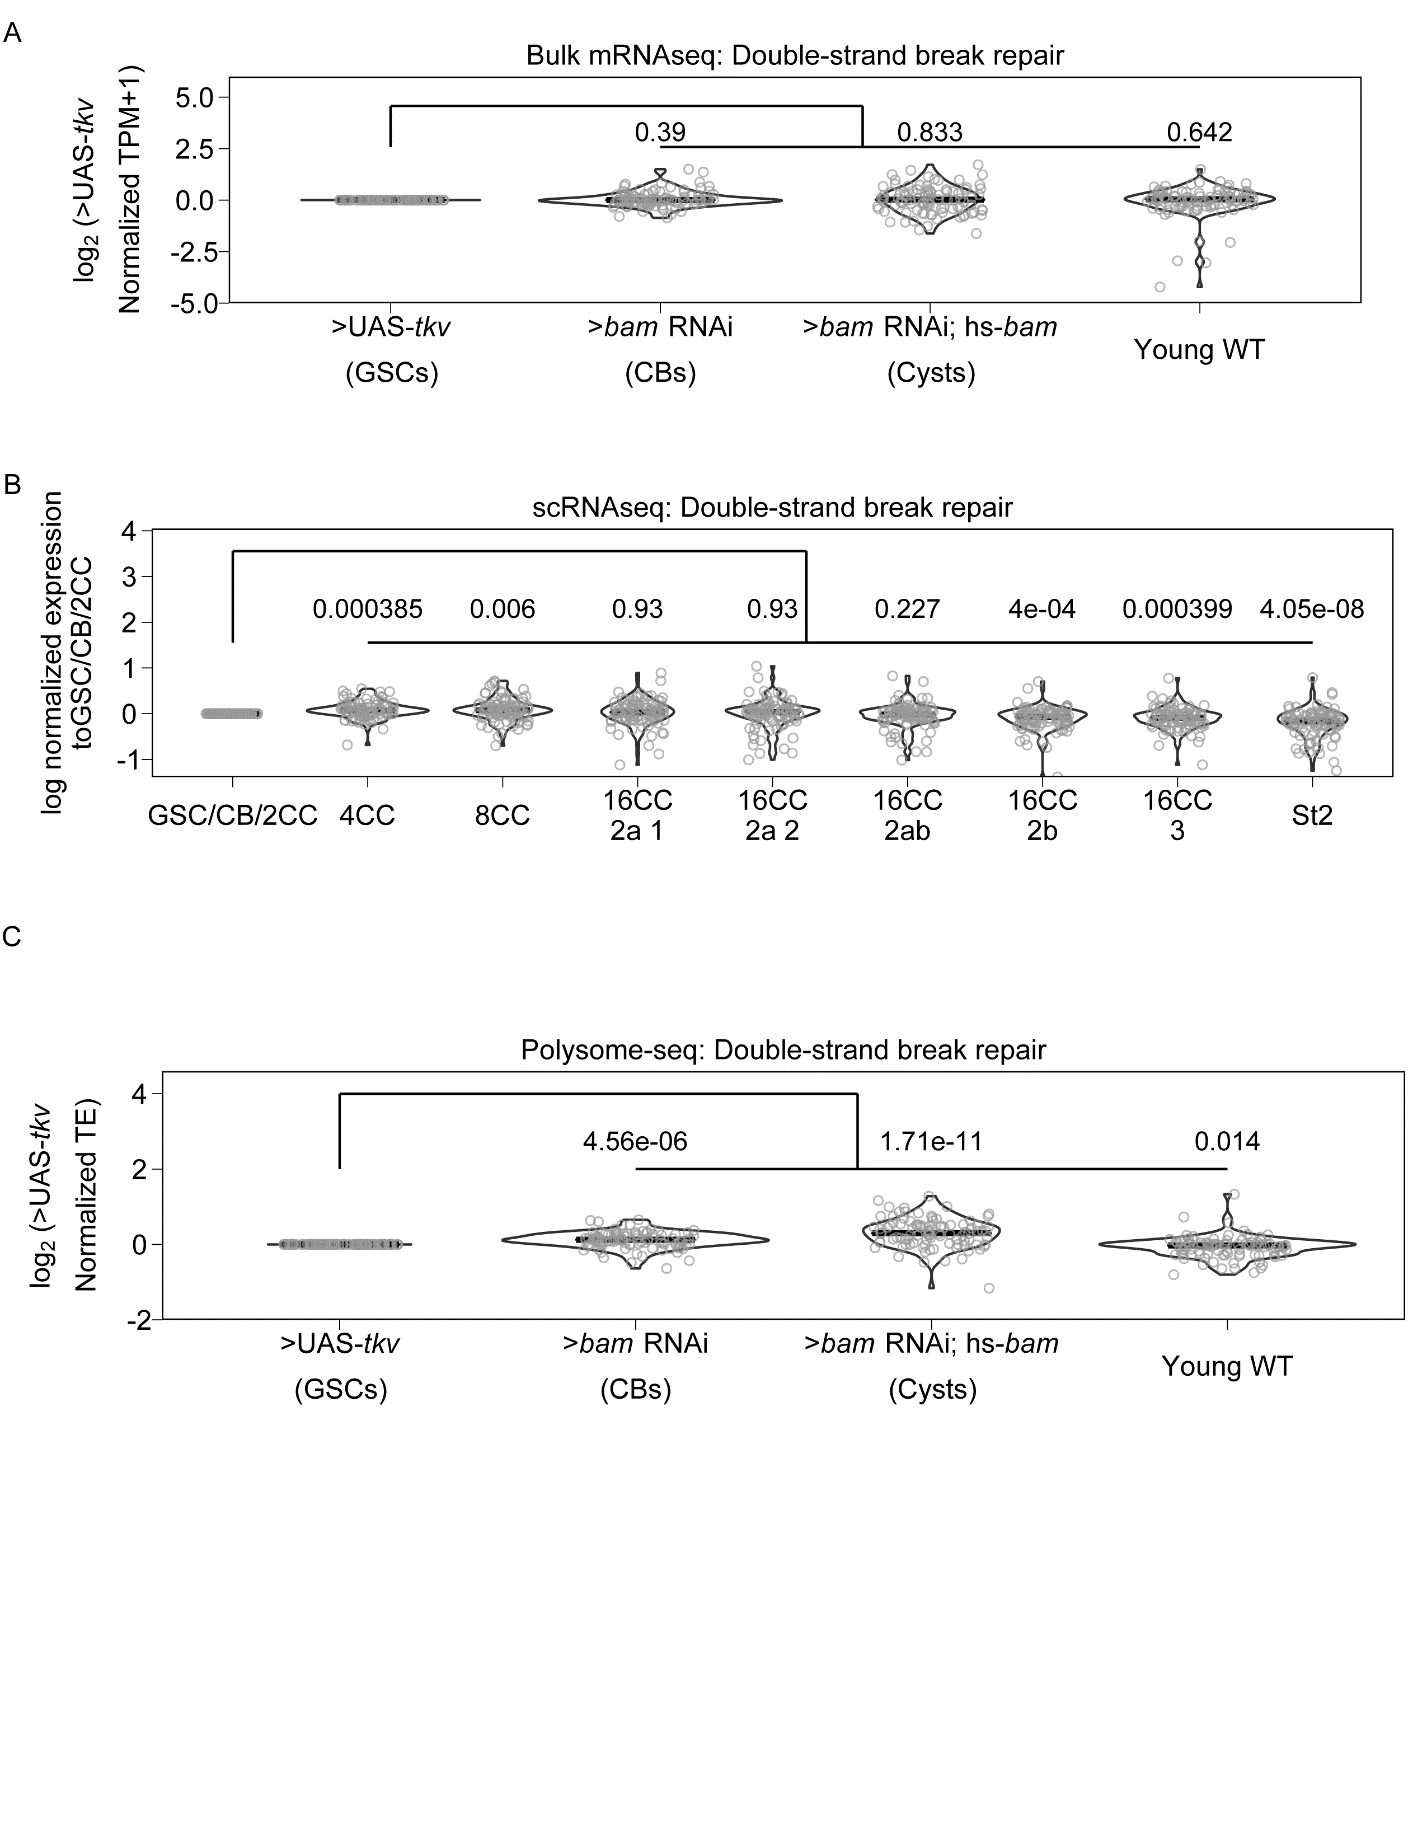 A
Bulk mRNAseq: Double-strand break repair
log2 (>UAS-tkv
Normalized TPM+1)
5.0
2.5
0.0
-2.5
-5.0
0.39 0.833 0.642
>UAS-tkv >bam RNAi >bam RNAi; hs-bam Young WT
(GSCs) (CBs) (Cysts)
B
scRNAseq: Double-strand break repair
log normalized expression
toGSC/CB/2CC
4
3
2
1
0
-1
0.000385 0.006 0.93 0.93 0.227 4e-04 0.000399 4.05e-08
GSC/CB/2CC 4CC 8CC 16CC 16CC 16CC 16CC 16CC St2
2a 1 2a 2 2ab 2b 3
C
Polysome-seq: Double-strand break repair
log2 (>UAS-tkv
Normalized TE)
4
2
0
-2
4.56e-06 1.71e-11 0.014
>UAS-tkv >bam RNAi >bam RNAi; hs-bam Young WT
(GSCs) (CBs) (Cysts)